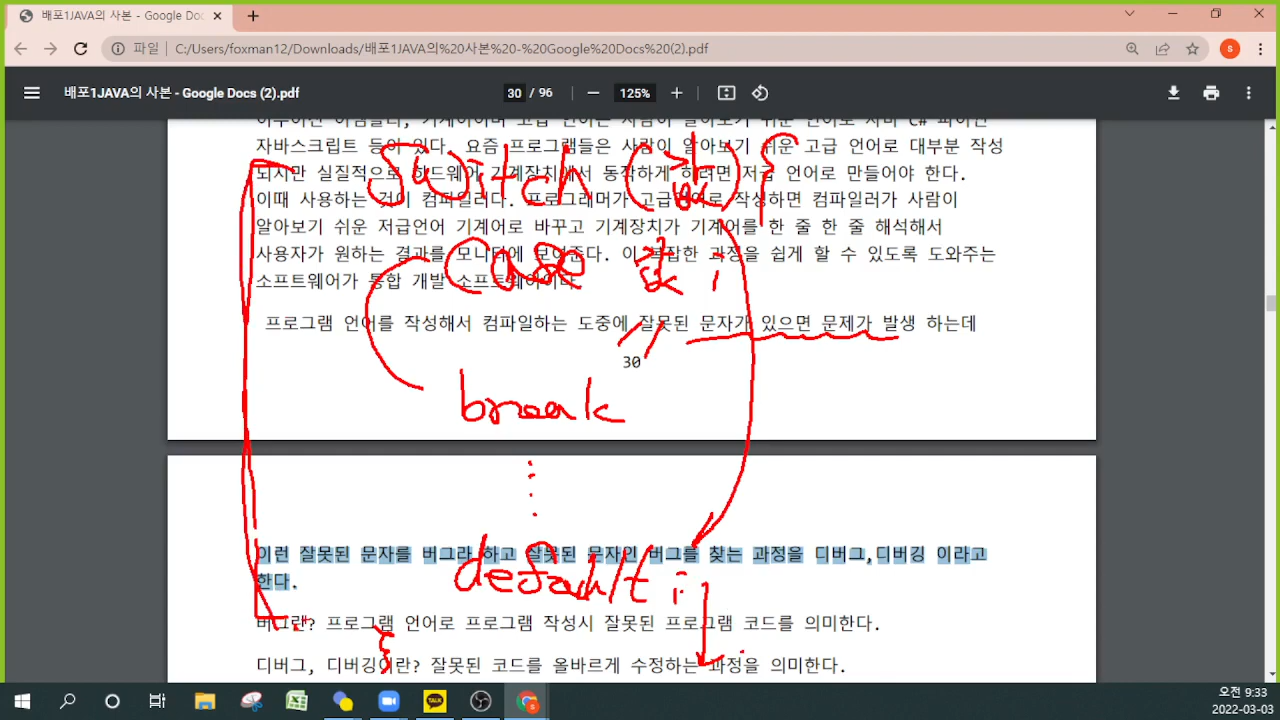 배포1JAVA의 사본 - Google Doc
파일 C:/Users/foxman12/Downloads/배포1JAVA의%20사본%20-%20Google%20Docs%20(2).pdf
배포1JAVA의 사본 - Google Docs (2).pdf
30 / 96
125%
자바스크립트 등이 있다. 요즘 프로그램들은 사람이 알아보기 쉬운 고급 언어로 대부분 작성
되지만 실질적으로 하드웨어 기계장치에서 동작하게 하려면 저급 언어로 만들어야 한다.
이때 사용하는 것이 컴파일러다. 프로그래머가 고급언어로 작성하면 컴파일러가 사람이
알아보기 쉬운 저급언어 기계어로 바꾸고 기계장치가 기계어를 한 줄 한 줄 해석해서
사용자가 원하는 결과를 모니터에 보여준다. 이 복잡한 과정을 쉽게 할 수 있도록 도와주는
소프트웨어가 통합 개발 소프트웨어이다
프로그램 언어를 작성해서 컴파일하는 도중에 잘못된 문자가 있으면 문제가 발생 하는데
30
이런 잘못된 문자를 버그라 하고 잘못된 문자인 버그를 찾는 과정을 디버그,디버깅 이라고
한다.
버그란? 프로그램 언어로 프로그램 작성시 잘못된 프로그램 코드를 의미한다.
디버그, 디버깅이란? 잘못된 코드를 올바르게 수정하는 과정을 의미한다.
switch (값) {
case 값 :
break
default :
}
S
TALK
오전 9:33
2022-03-03